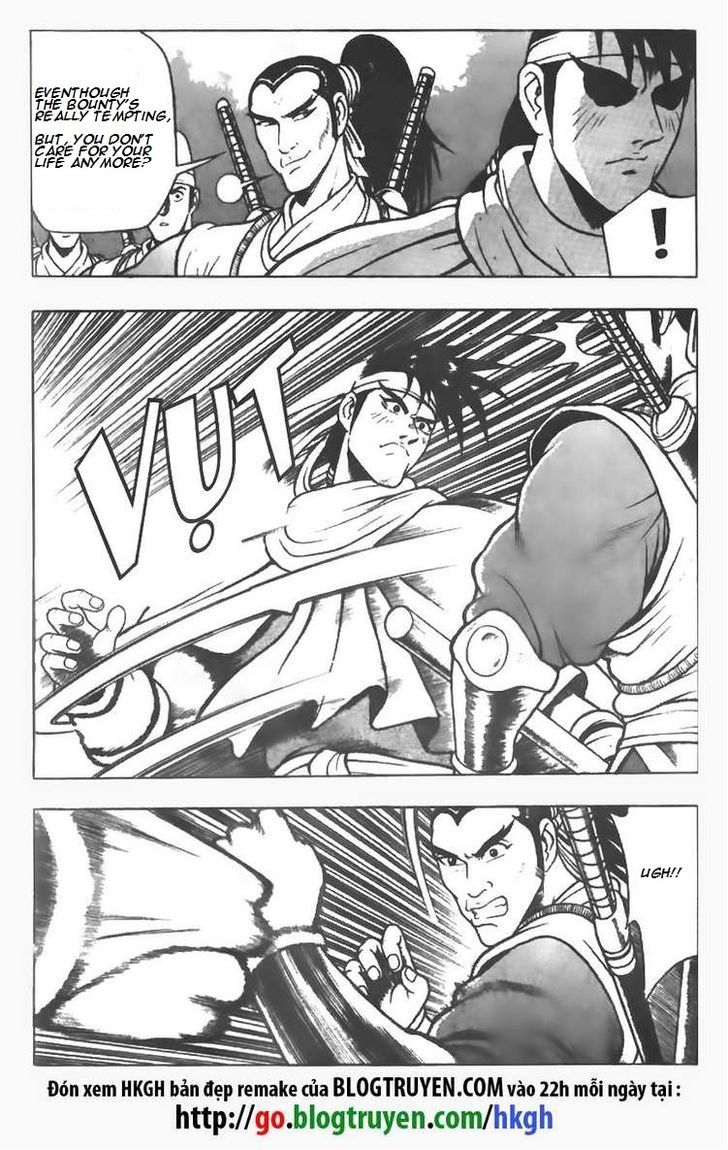 EVENTHOUGH
THE BOUNTY'S
REALLY TEMPTING,
BUT, YOU DON'T
CARE FOR YOUR
LIFE ANYMORE?
!
VỤT
UGH!!
Đón xem HKGH bản đẹp remake của BLOGTRUYEN.COM vào 22h mỗi ngày tại :
http://go.blogtruyen.com/hkgh